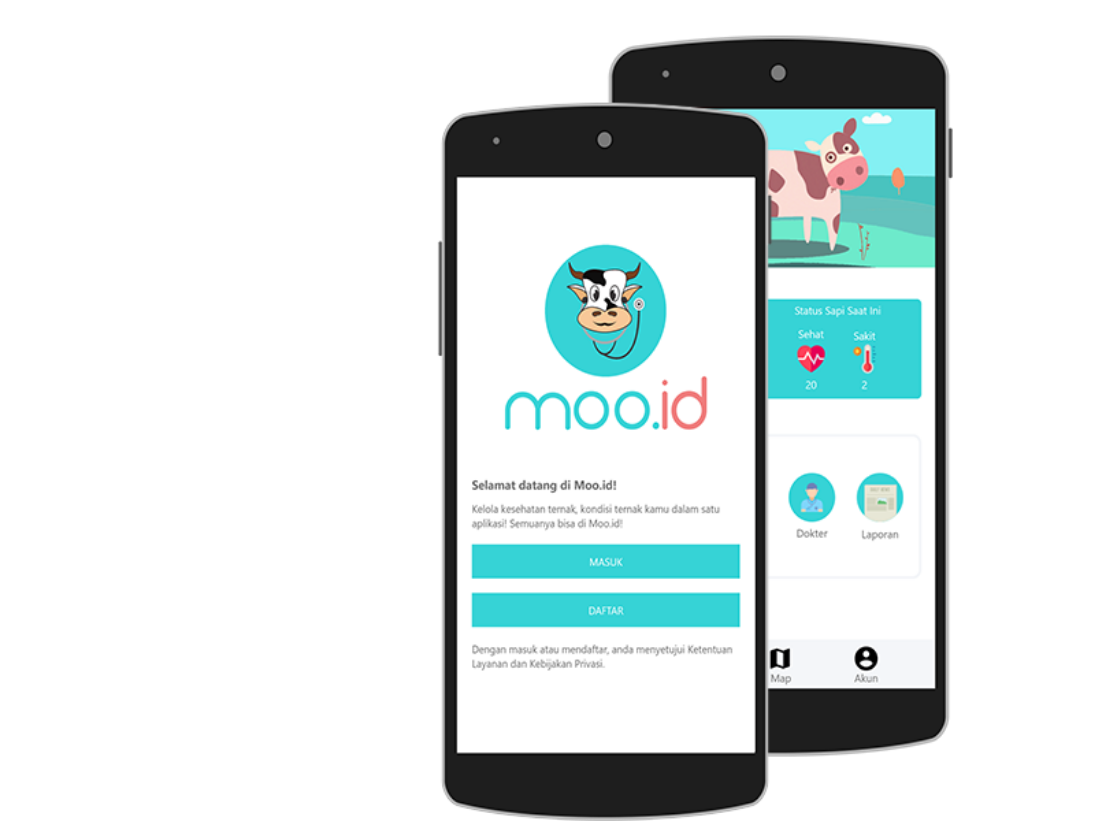 moo.id
Selamat datang di Moo.id!
Kelola kesehatan ternak, kondisi ternak kamu dalam satu
aplikasi! Semuanya bisa di Moo.id!
MASUK
DAFTAR
Dengan masuk atau mendaftar, anda menyetujui Ketentuan
Layanan dan Kebijakan Privasi.
Status Sapi Saat Ini
Sehat
Sakit
20
2
Dokter
Laporan
Map
Akun